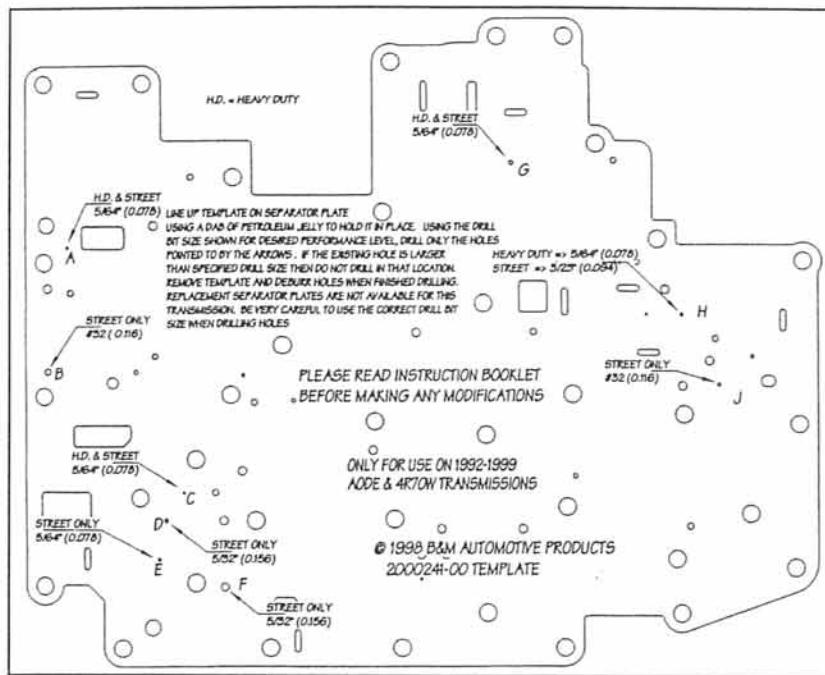 H.D. = HEAVY DUTY
H.D. & STREET
5/64" (0.078)
G
H.D. & STREET
5/64" (0.078)
A
LINE UP TEMPLATE ON SEPARATOR PLATE
USING A DAB OF PETROLEUM JELLY TO HOLD IT IN PLACE. USING THE DRILL
BIT SIZE SHOWN FOR DESIRED PERFORMANCE LEVEL, DRILL ONLY THE HOLES
POINTED TO BY THE ARROWS. IF THE EXISTING HOLE IS LARGER
THAN SPECIFIED DRILL SIZE THEN DO NOT DRILL IN THAT LOCATION.
REMOVE TEMPLATE AND DEBURR HOLES WHEN FINISHED DRILLING.
REPLACEMENT SEPARATOR PLATES ARE NOT AVAILABLE FOR THIS
TRANSMISSION. BE VERY CAREFUL TO USE THE CORRECT DRILL BIT
SIZE WHEN DRILLING HOLES
HEAVY DUTY => 5/64" (0.078)
STREET =>
H
STREET ONLY
#32 (0.116)
B
STREET ONLY
#32 (0.116)
J
PLEASE READ INSTRUCTION BOOKLET
BEFORE MAKING ANY MODIFICATIONS
H.D. & STREET
5/64" (0.078)
C
ONLY FOR USE ON 1992-1999
AODE & 4R70W TRANSMISSIONS
STREET ONLY
5/64" (0.078)
E
D
STREET ONLY
5/32" (0.156)
F
STREET ONLY
5/32" (0.156)
© 1998 B&M AUTOMOTIVE PRODUCTS
2000241-00 TEMPLATE